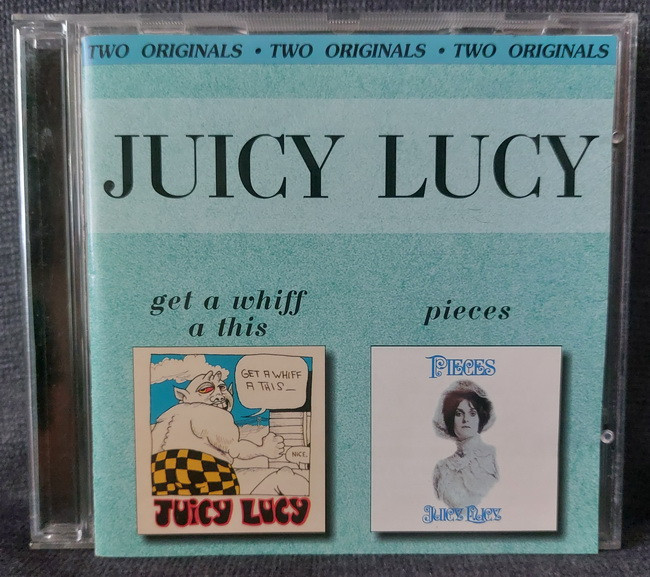 TWO ORIGINALS • TWO ORIGINALS • TWO ORIGINALS
JUICY LUCY
get a whiff
a this
pieces
GET A WHIFF
A THIS_
NICE.
JUICY LUCY
PIECES
JUICY LUCY